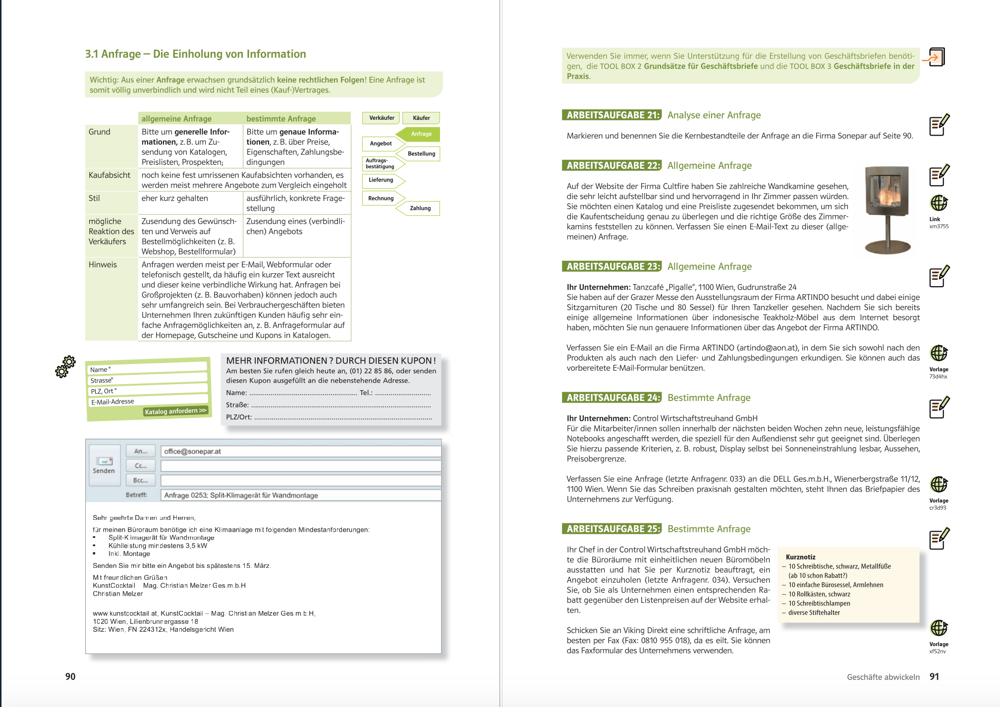 3.1 Anfrage – Die Einholung von Information
Wichtig: Aus einer Anfrage erwachsen grundsätzlich keine rechtlichen Folgen! Eine Anfrage ist
somit völlig unverbindlich und wird nicht Teil eines (Kauf-)Vertrages.
allgemeine Anfrage
bestimmte Anfrage
Grund
Bitte um generelle Infor-
mationen, z. B. um Zu-
sendung von Katalogen,
Preislisten, Prospekten;
Bitte um genaue Informa-
tionen, z. B. über Preise,
Eigenschaften, Zahlungsbe-
dingungen
Kaufabsicht
noch keine fest umrissenen Kaufabsichten vorhanden, es
werden meist mehrere Angebote zum Vergleich eingeholt
Stil
eher kurz gehalten
ausführlich, konkrete Frage-
stellung
mögliche
Reaktion des
Verkäufers
Zusendung des Gewünsch-
ten und Verweis auf
Bestellmöglichkeiten (z. B.
Webshop, Bestellformular)
Zusendung eines (verbindli-
chen) Angebots
Hinweis
Anfragen werden meist per E-Mail, Webformular oder
telefonisch gestellt, da häufig ein kurzer Text ausreicht
und dieser keine verbindliche Wirkung hat. Anfragen bei
Großprojekten (z. B. Bauvorhaben) können jedoch auch
sehr umfangreich sein. Bei Verbrauchergeschäften bieten
Unternehmen Ihren zukünftigen Kunden häufig sehr ein-
fache Anfragemöglichkeiten an, z. B. Anfrageformular auf
der Homepage, Gutscheine und Kupons in Katalogen.
Verkäufer
Käufer
Anfrage
Angebot
Bestellung
Auftrags-
bestätigung
Lieferung
Rechnung
Zahlung
Name*
Strasse*
PLZ, Ort *
E-Mail-Adresse
Katalog anfordern >>
MEHR INFORMATIONEN ? DURCH DIESEN KUPON !
Am besten Sie rufen gleich heute an, (01) 22 85 86, oder senden
diesen Kupon ausgefüllt an die nebenstehende Adresse.
Name: ........................................................ Tel.: .............................
Straße: .............................................................................................
PLZ/Ort: ............................................................................................
Senden
An...
office@sonepar.at
Cc...
Bcc...
Betreff:
Anfrage 0253: Split-Klimagerät für Wandmontage
Sehr geehrte Damen und Herren,
für meinen Büroraum benötige ich eine Klimaanlage mit folgenden Mindestanforderungen:
▪ Split-Klimagerät für Wandmontage
▪ Kühlleistung mindestens 3,5 kW
▪ Inkl. Montage
Senden Sie mir bitte ein Angebot bis spätestens 15. März.
Mit freundlichen Grüßen
KunstCocktail Mag. Christian Melzer Ges.m.b.H
Christian Melzer
www.kunstcocktail.at, KunstCocktail – Mag. Christian Melzer Ges.m.b.H,
1020 Wien, Lilienbrunnergasse 18
Sitz: Wien, FN 224312x, Handelsgericht Wien
90
Verwenden Sie immer, wenn Sie Unterstützung für die Erstellung von Geschäftsbriefen benöti-
gen, die TOOL BOX 2 Grundsätze für Geschäftsbriefe und die TOOL BOX 3 Geschäftsbriefe in der
Praxis.
ARBEITSAUFGABE 21: Analyse einer Anfrage
Markieren und benennen Sie die Kernbestandteile der Anfrage an die Firma Sonepar auf Seite 90.
ARBEITSAUFGABE 22: Allgemeine Anfrage
Auf der Website der Firma Cultfire haben Sie zahlreiche Wandkamine gesehen,
die sehr leicht aufstellbar sind und hervorragend in Ihr Zimmer passen würden.
Sie möchten einen Katalog und eine Preisliste zugesendet bekommen, um sich
die Kaufentscheidung genau zu überlegen und die richtige Größe des Zimmer-
kamins feststellen zu können. Verfassen Sie einen E-Mail-Text zu dieser (allge-
meinen) Anfrage.
Link
xm3755
ARBEITSAUFGABE 23: Allgemeine Anfrage
Ihr Unternehmen: Tanzcafé „Pigalle“, 1100 Wien, Gudrunstraße 24
Sie haben auf der Grazer Messe den Ausstellungsraum der Firma ARTINDO besucht und dabei einige
Sitzgarnituren (20 Tische und 80 Sessel) für Ihren Tanzkeller gesehen. Nachdem Sie sich bereits
einige allgemeine Informationen über indonesische Teakholz-Möbel aus dem Internet besorgt
haben, möchten Sie nun genauere Informationen über das Angebot der Firma ARTINDO.
Verfassen Sie ein E-Mail an die Firma ARTINDO (artindo@aon.at), in dem Sie sich sowohl nach den
Produkten als auch nach den Liefer- und Zahlungsbedingungen erkundigen. Sie können auch das
vorbereitete E-Mail-Formular benützen.
Vorlage
73d4hx
ARBEITSAUFGABE 24: Bestimmte Anfrage
Ihr Unternehmen: Control Wirtschaftstreuhand GmbH
Für die Mitarbeiter/innen sollen innerhalb der nächsten beiden Wochen zehn neue, leistungsfähige
Notebooks angeschafft werden, die speziell für den Außendienst sehr gut geeignet sind. Überlegen
Sie hierzu passende Kriterien, z. B. robust, Display selbst bei Sonneneinstrahlung lesbar, Aussehen,
Preisobergrenze.
Verfassen Sie eine Anfrage (letzte Anfragenr. 033) an die DELL Ges.m.b.H., Wienerbergstraße 11/12,
1100 Wien. Wenn Sie das Schreiben praxisnah gestalten möchten, steht Ihnen das Briefpapier des
Unternehmens zur Verfügung.
Vorlage
cr3d93
ARBEITSAUFGABE 25: Bestimmte Anfrage
Ihr Chef in der Control Wirtschaftstreuhand GmbH möch-
te die Büroräume mit einheitlichen neuen Büromöbeln
ausstatten und hat Sie per Kurznotiz beauftragt, ein
Angebot einzuholen (letzte Anfragenr. 034). Versuchen
Sie, ob Sie als Unternehmen einen entsprechenden Ra-
batt gegenüber den Listenpreisen auf der Website erhal-
ten.
Schicken Sie an Viking Direkt eine schriftliche Anfrage, am
besten per Fax (Fax: 0810 955 018), da es eilt. Sie können
das Faxformular des Unternehmens verwenden.
Kurznotiz
– 10 Schreibtische, schwarz, Metallfüße
(ab 10 schon Rabatt?)
– 10 einfache Bürosessel, Armlehnen
– 10 Rollkästen, schwarz
– 10 Schreibtischlampen
– diverse Stiftehalter
Vorlage
xf52nv
Geschäfte abwickeln 91